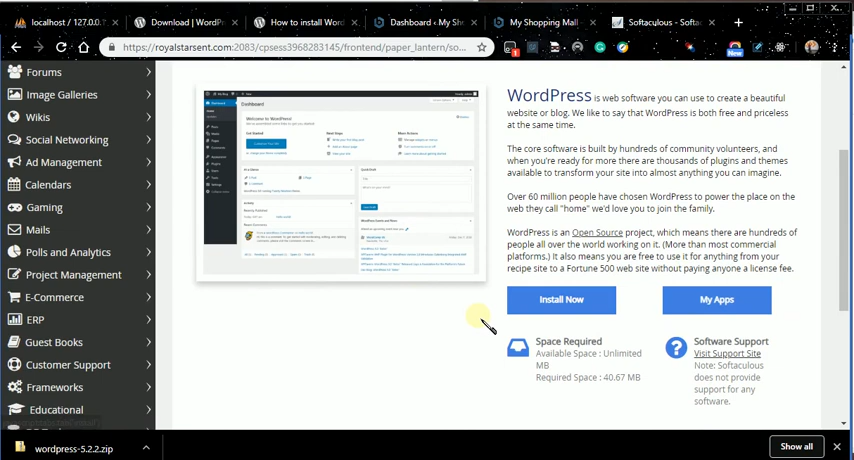 localhost / 127.0.0.1
Download | WordPr
How to install Word
Dashboard ‹ My Sh
My Shopping Mall
Softaculous - Softac
https://royalstarsent.com:2083/cpsess3968283145/frontend/paper_lantern/so...
1
New
Forums
Image Galleries
Wikis
Social Networking
Ad Management
Calendars
Gaming
Mails
Polls and Analytics
Project Management
E-Commerce
ERP
Guest Books
Customer Support
Frameworks
Educational
Dashboard
Welcome to WordPress!
WordPress is web software you can use to create a beautiful
website or blog. We like to say that WordPress is both free and priceless
at the same time.
The core software is built by hundreds of community volunteers, and
when you're ready for more there are thousands of plugins and themes
available to transform your site into almost anything you can imagine.
Over 60 million people have chosen WordPress to power the place on
the web they call "home" we'd love you to join the family.
WordPress is an Open Source project, which means there are hundreds of
people all over the world working on it. (More than most commercial
platforms.) It also means you are free to use it for anything from your
recipe site to a Fortune 500 web site without paying anyone a license fee.
Install Now
My Apps
Space Required
Available Space : Unlimited
MB
Required Space : 40.67 MB
Software Support
Visit Support Site
Note: Softaculous
does not provide
support for any
software.
wordpress-5.2.2.zip
Show all